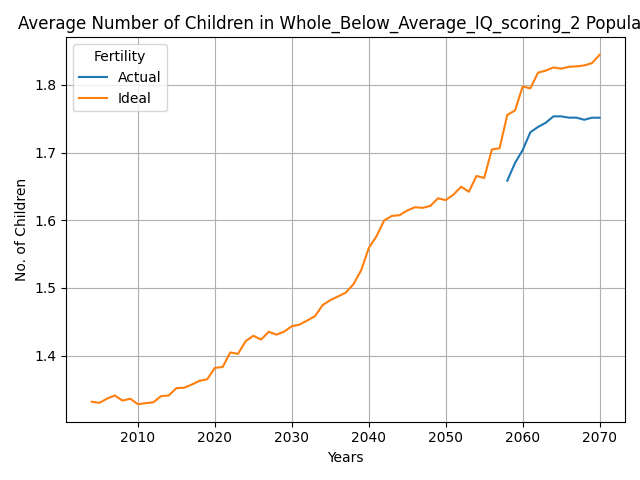 Average Number of Children in Whole_Below_Average_IQ_scoring_2 Popula
Fertility
Actual
Ideal
1.8
1.7
1.6
1.5
1.4
No. of Children
2010 2020 2030 2040 2050 2060 2070
Years